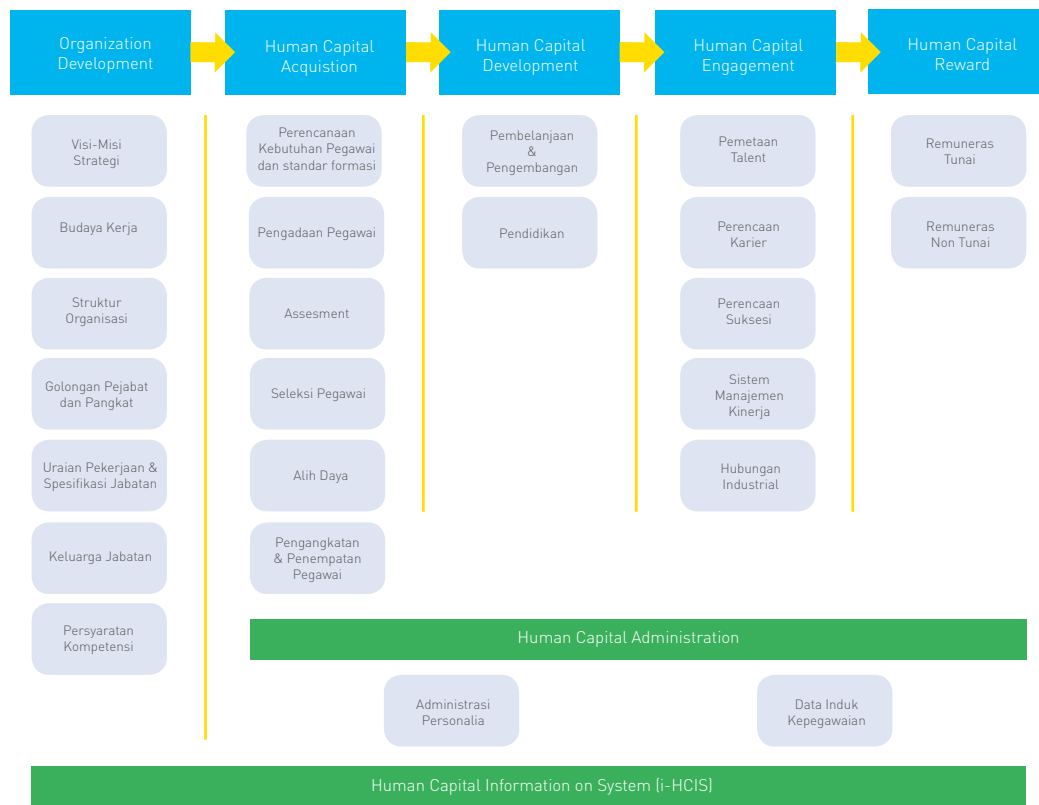 Organization
Development
Human Capital
Acquistion
Human Capital
Development
Human Capital
Engagement
Human Capital
Reward
Visi-Misi
Strategi
Budaya Kerja
Struktur
Organisasi
Golongan Pejabat
dan Pangkat
Uraian Pekerjaan &
Spesifikasi Jabatan
Keluarga Jabatan
Persyaratan
Kompetensi
Perencanaan
Kebutuhan Pegawai
dan standar formasi
Pengadaan Pegawai
Assesment
Seleksi Pegawai
Alih Daya
Pengangkatan
& Penempatan
Pegawai
Pembelanjaan
&
Pengembangan
Pendidikan
Pemetaan
Talent
Perencaan
Karier
Perencaan
Suksesi
Sistem
Manajemen
Kinerja
Hubungan
Industrial
Remuneras
Tunai
Remuneras
Non Tunai
Human Capital Administration
Administrasi
Personalia
Data Induk
Kepegawaian
Human Capital Information on System (i-HCIS)